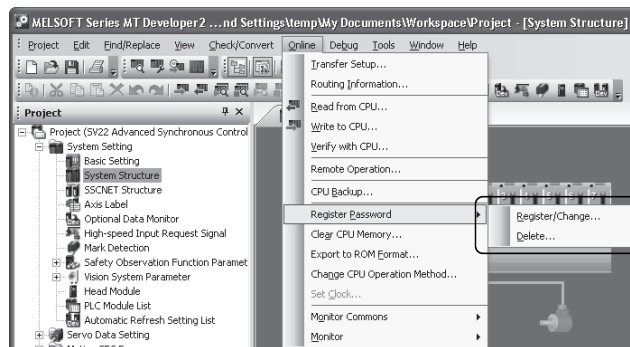 MELSOFT Series MT Developer2 ...nd Settings\temp\My Documents\Workspace\Project - [System Structure]
Project Edit Find/Replace View Check/Convert Online Debug Tools Window Help
Transfer Setup...
Routing Information...
Read from CPU...
Write to CPU...
Verify with CPU...
Remote Operation...
CPU Backup...
Register Password
Register/Change...
Delete...
Clear CPU Memory...
Export to ROM Format...
Change CPU Operation Method...
Set Clock...
Monitor Commons
Monitor
Project
Project (SV22 Advanced Synchronous Control
System Setting
Basic Setting
System Structure
SSCNET Structure
Axis Label
Optional Data Monitor
High-speed Input Request Signal
Mark Detection
Safety Observation Function Paramet
Vision System Parameter
Head Module
PLC Module List
Automatic Refresh Setting List
Servo Data Setting